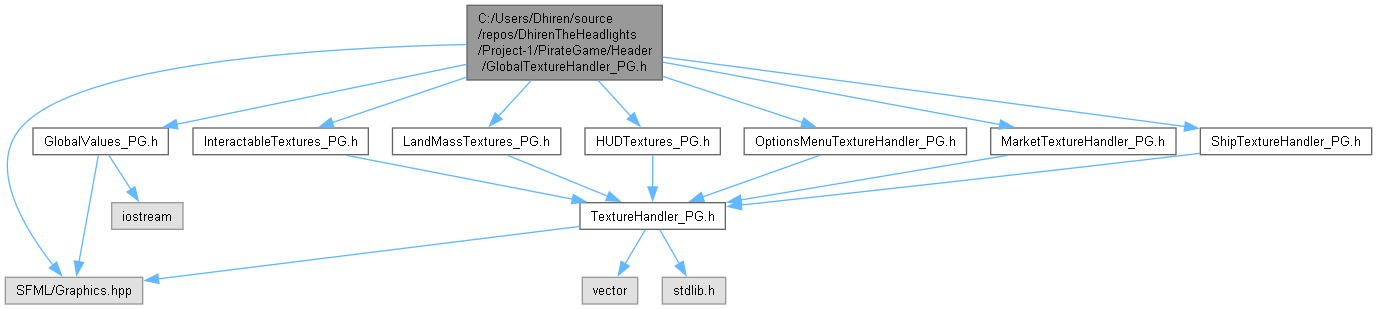 C:/Users/Dhiren/source
/repos/DhirenTheHeadlights
/Project-1/PirateGame/Header
/GlobalTextureHandler_PG.h
GlobalValues_PG.h
InteractableTextures_PG.h
LandMassTextures_PG.h
HUDTextures_PG.h
OptionsMenuTextureHandler_PG.h
MarketTextureHandler_PG.h
ShipTextureHandler_PG.h
iostream
TextureHandler_PG.h
SFML/Graphics.hpp
vector
stdlib.h